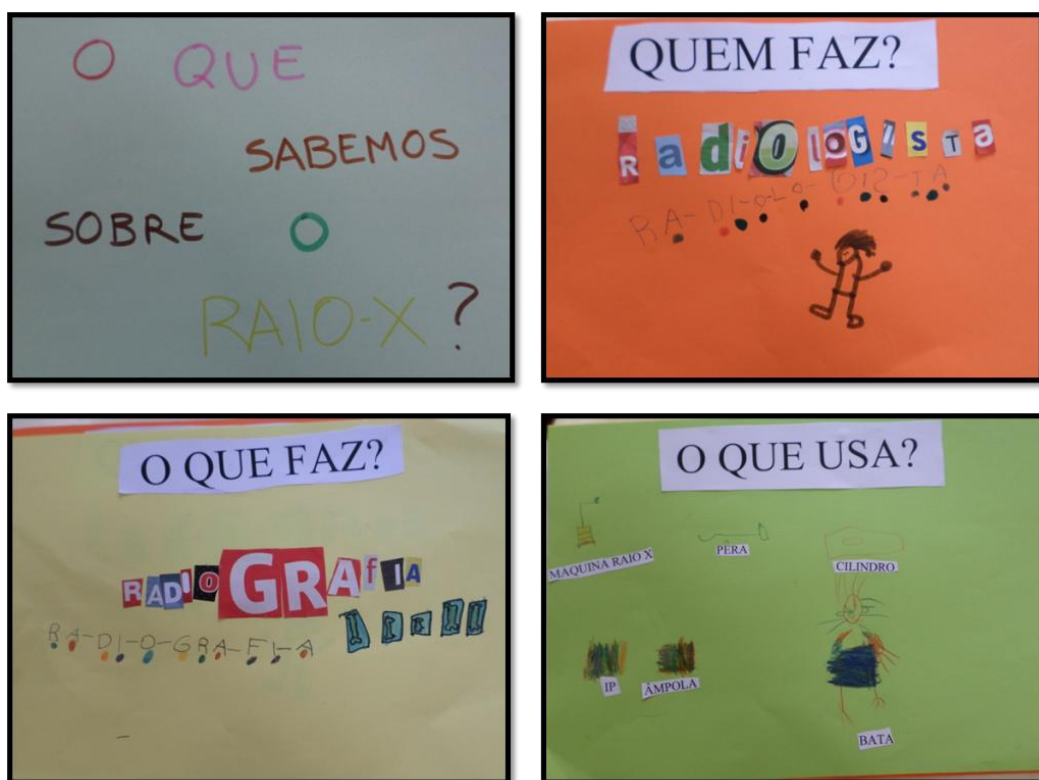 O QUE
SABEMOS
SOBRE O
RAIO-X ?
QUEM FAZ?
RadiOlOGISTa
RA-DI-O-LO-GIS-TA
O QUE FAZ?
RADIOGRAfIA
RA-DI-O-GRA-FI-A
O QUE USA?
MAQUINA RAIO X
PÊRA
CILINDRO
IP
ÂMPOLA
BATA